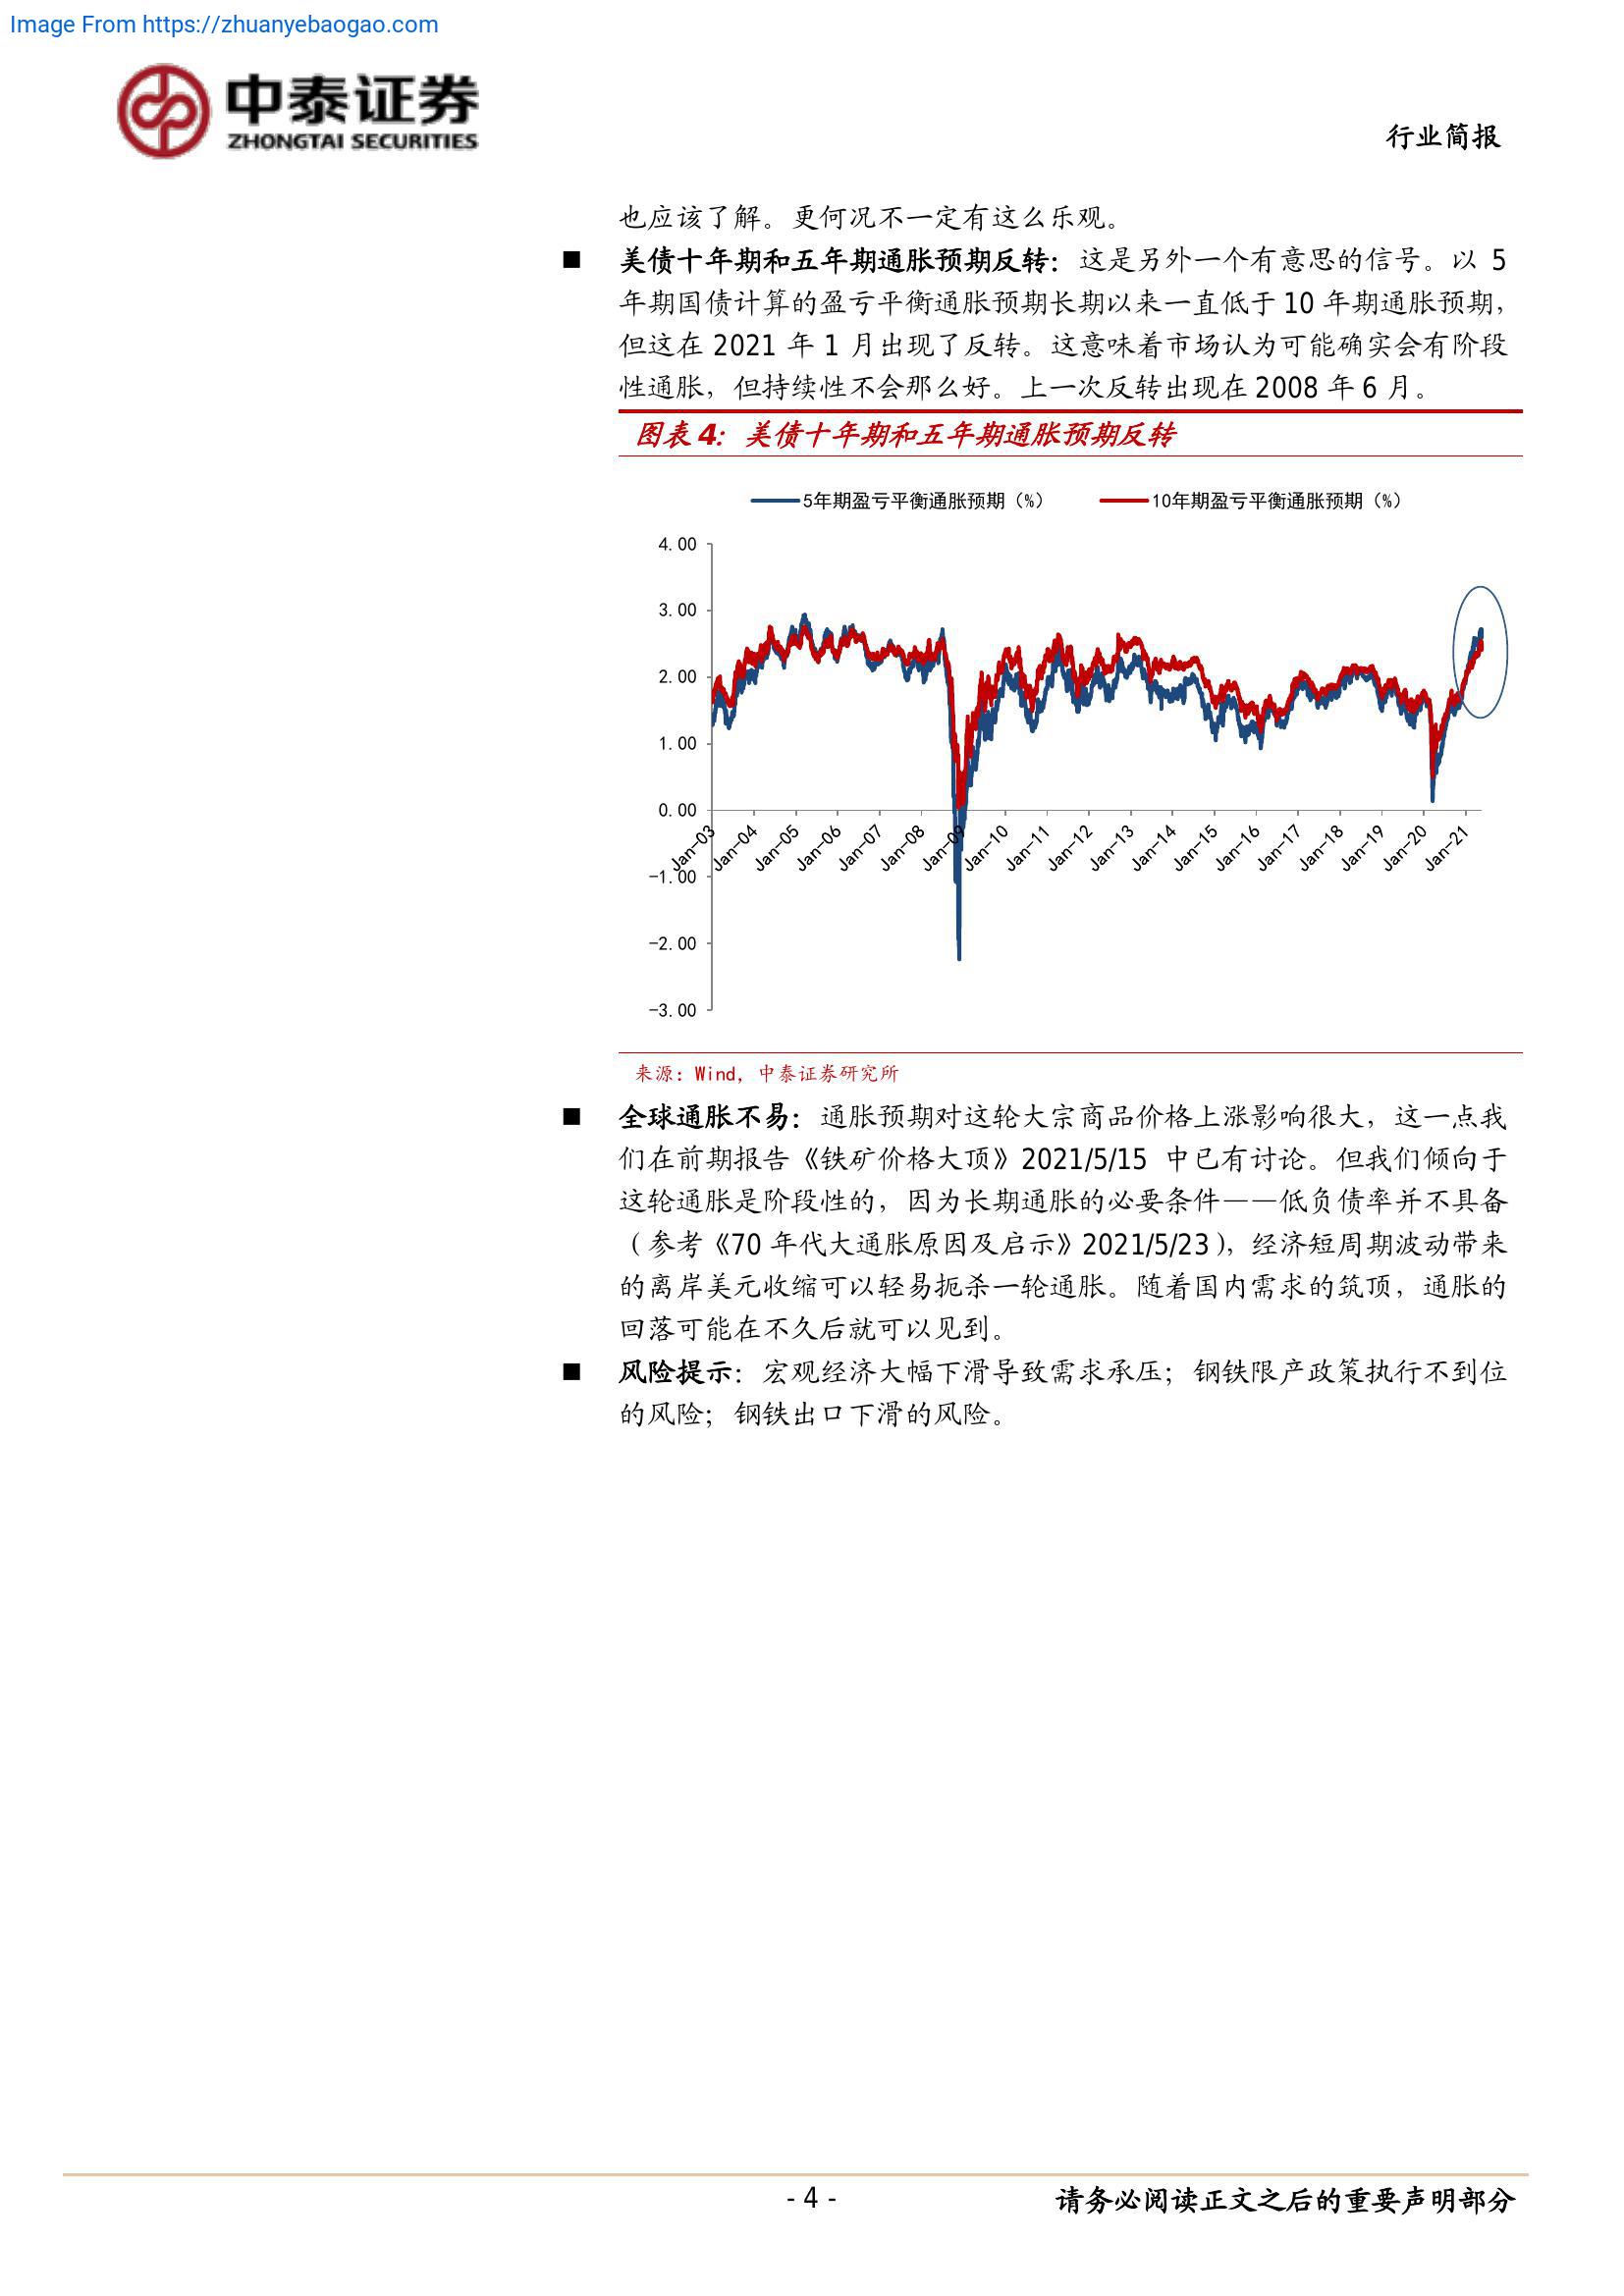 Image From https://zhuanyebaogao.com
中泰证券
ZHONGTAI SECURITIES
行业简报
也应该了解。更何况不一定有这么乐观。
■ 美债十年期和五年期通胀预期反转：这是另外一个有意思的信号。以 5
年期国债计算的盈亏平衡通胀预期长期以来一直低于 10 年期通胀预期，
但这在 2021 年 1 月出现了反转。这意味着市场认为可能确实会有阶段
性通胀，但持续性不会那么好。上一次反转出现在 2008 年 6 月。
图表 4：美债十年期和五年期通胀预期反转
5年期盈亏平衡通胀预期（%） 10年期盈亏平衡通胀预期（%）
4.00
3.00
2.00
1.00
0.00
Jan-03 Jan-04 Jan-05 Jan-06 Jan-07 Jan-08 Jan-09 Jan-10 Jan-11 Jan-12 Jan-13 Jan-14 Jan-15 Jan-16 Jan-17 Jan-18 Jan-19 Jan-20 Jan-21
-1.00
-2.00
-3.00
来源：Wind，中泰证券研究所
■ 全球通胀不易：通胀预期对这轮大宗商品价格上涨影响很大，这一点我
们在前期报告《铁矿价格大顶》2021/5/15 中已有讨论。但我们倾向于
这轮通胀是阶段性的，因为长期通胀的必要条件——低负债率并不具备
（参考《70 年代大通胀原因及启示》2021/5/23），经济短周期波动带来
的离岸美元收缩可以轻易扼杀一轮通胀。随着国内需求的筑顶，通胀的
回落可能在不久后就可以见到。
■ 风险提示：宏观经济大幅下滑导致需求承压；钢铁限产政策执行不到位
的风险；钢铁出口下滑的风险。
- 4 -
请务必阅读正文之后的重要声明部分